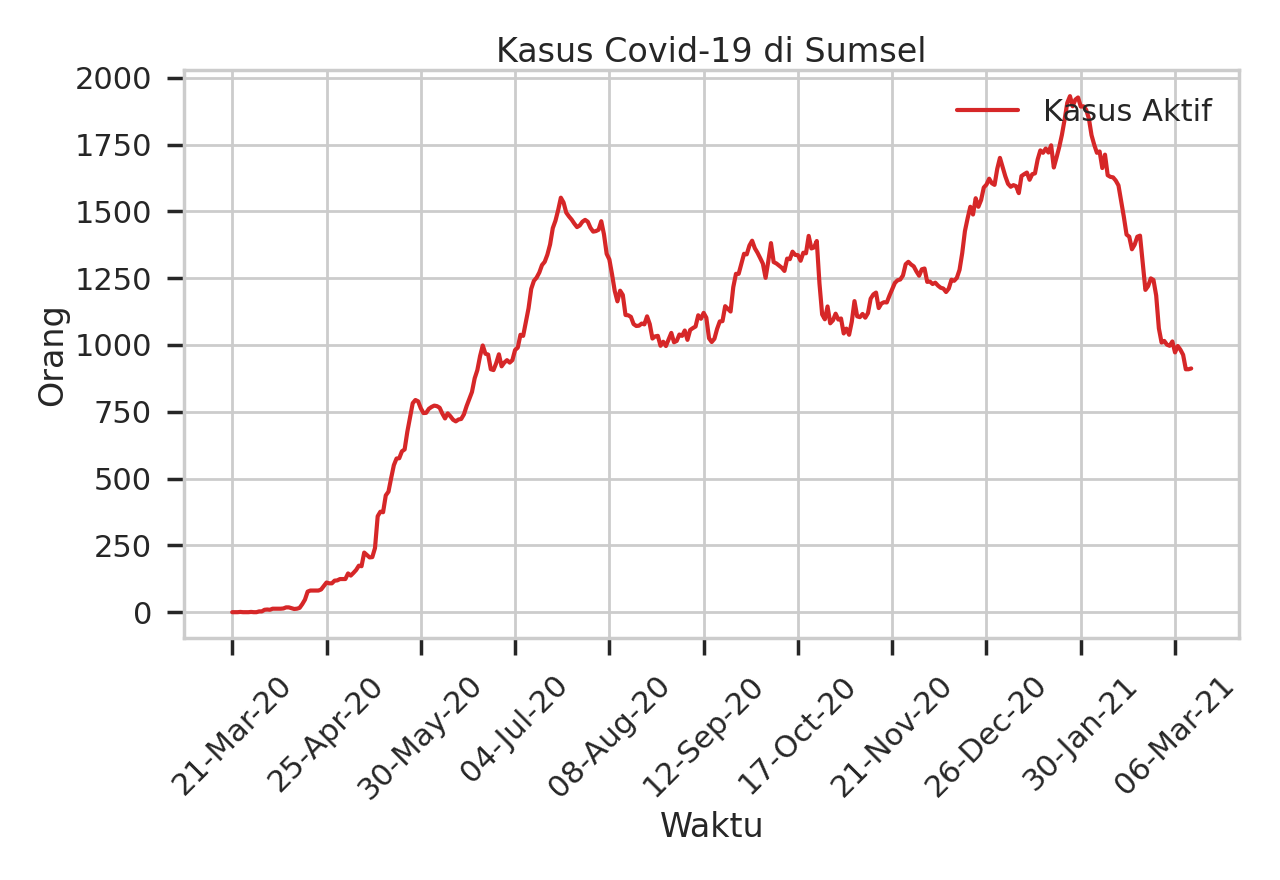 Kasus Covid-19 di Sumsel
Kasus Aktif
Orang
2000
1750
1500
1250
1000
750
500
250
0
21-Mar-20
25-Apr-20
30-May-20
04-Jul-20
08-Aug-20
12-Sep-20
17-Oct-20
21-Nov-20
26-Dec-20
30-Jan-21
06-Mar-21
Waktu